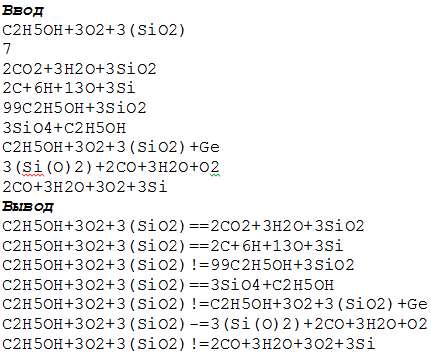 Ввод
C2H5OH+3O2+3(SiO2)
7
2CO2+3H2O+3SiO2
2C+6H+13O+3Si
99C2H5OH+3SiO2
3SiO4+C2H5OH
C2H5OH+3O2+3(SiO2)+Ge
3(Si(O)2)+2CO+3H2O+O2
2CO+3H2O+3O2+3Si
Вывод
C2H5OH+3O2+3(SiO2)==2CO2+3H2O+3SiO2
C2H5OH+3O2+3(SiO2)==2C+6H+13O+3Si
C2H5OH+3O2+3(SiO2)!=99C2H5OH+3SiO2
C2H5OH+3O2+3(SiO2)==3SiO4+C2H5OH
C2H5OH+3O2+3(SiO2)!=C2H5OH+3O2+3(SiO2)+Ge
C2H5OH+3O2+3(SiO2)-=3(Si(O)2)+2CO+3H2O+O2
C2H5OH+3O2+3(SiO2)!=2CO+3H2O+3O2+3Si